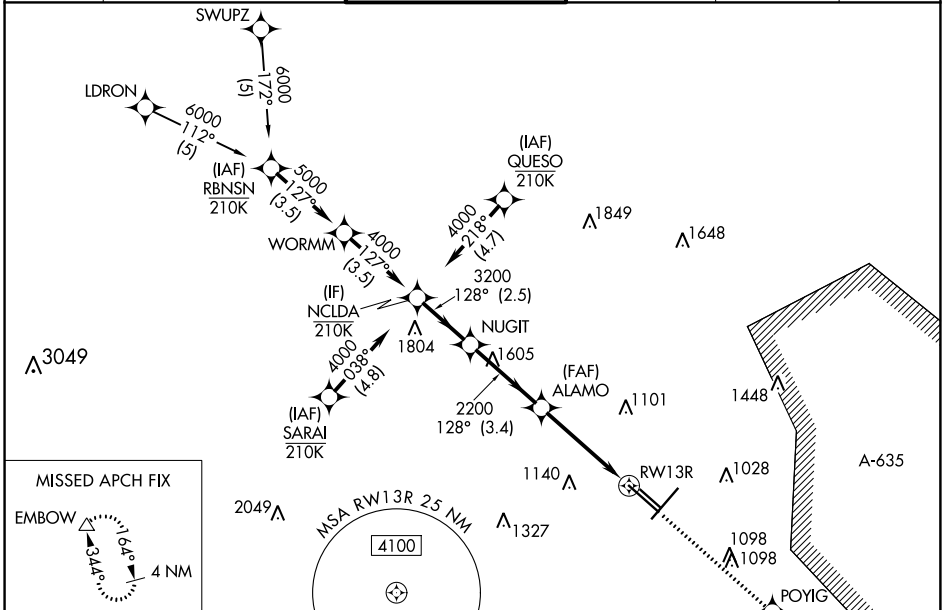 SWUPZ
6000
172°
(5)
LDRON
6000
112°
(5)
(IAF)
RBNSN
210K
5000
127°
(3.5)
(IAF)
QUESO
210K
4000
218°
(4.7)
1849
1648
WORMM
4000
127°
(3.5)
3200
128° (2.5)
(IF)
NCLDA
210K
1804
NUGIT
1605
3049
4000
038°
(4.8)
(IAF)
SARAI
210K
(FAF)
ALAMO
2200
128° (3.4)
1101
1448
A-635
1140
RW13R
1028
MISSED APCH FIX
EMBOW
164°
344°
4 NM
2049
MSA RW13R 25 NM
4100
1327
1098
1098
POYIG